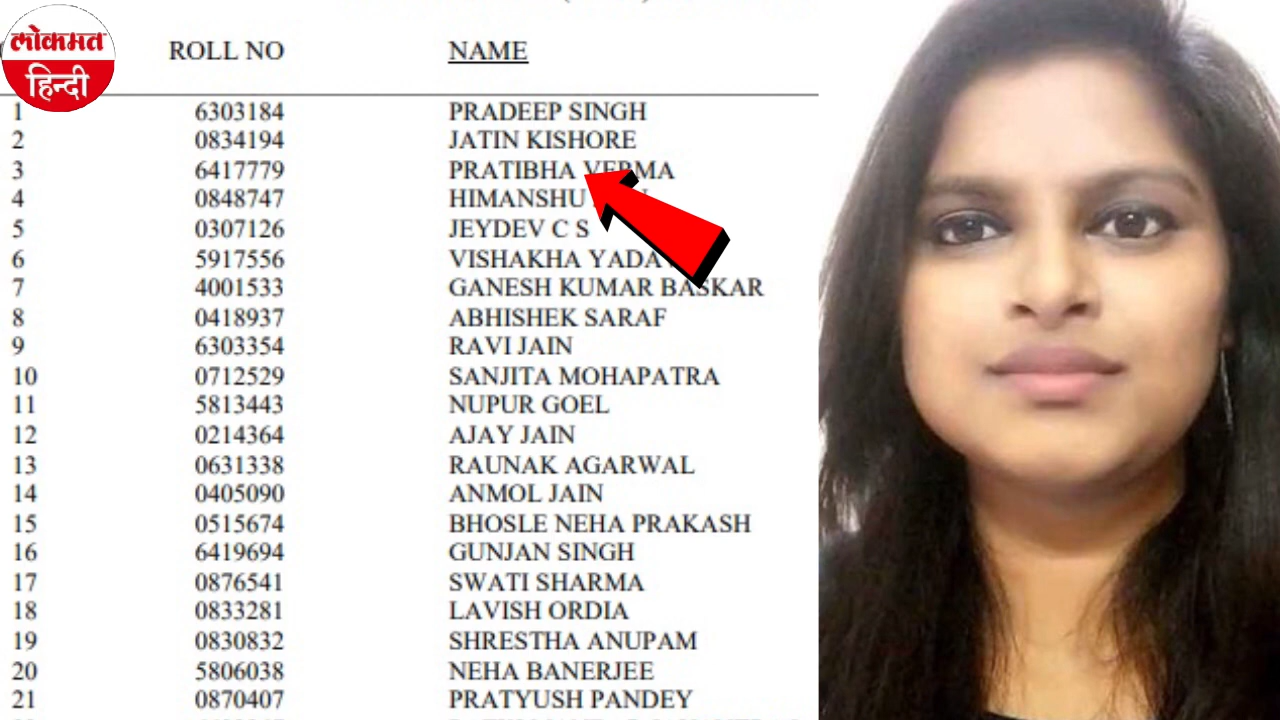 लोकमत
हिन्दी
ROLL NO NAME
1 6303184 PRADEEP SINGH
2 0834194 JATIN KISHORE
3 6417779 PRATIBHA VERMA
4 0848747 HIMANSHU
5 0307126 JEYDEV C S
6 5917556 VISHAKHA YADAV
7 4001533 GANESH KUMAR BASKAR
8 0418937 ABHISHEK SARAF
9 6303354 RAVI JAIN
10 0712529 SANJITA MOHAPATRA
11 5813443 NUPUR GOEL
12 0214364 AJAY JAIN
13 0631338 RAUNAK AGARWAL
14 0405090 ANMOL JAIN
15 0515674 BHOSLE NEHA PRAKASH
16 6419694 GUNJAN SINGH
17 0876541 SWATI SHARMA
18 0833281 LAVISH ORDIA
19 0830832 SHRESTHA ANUPAM
20 5806038 NEHA BANERJEE
21 0870407 PRATYUSH PANDEY